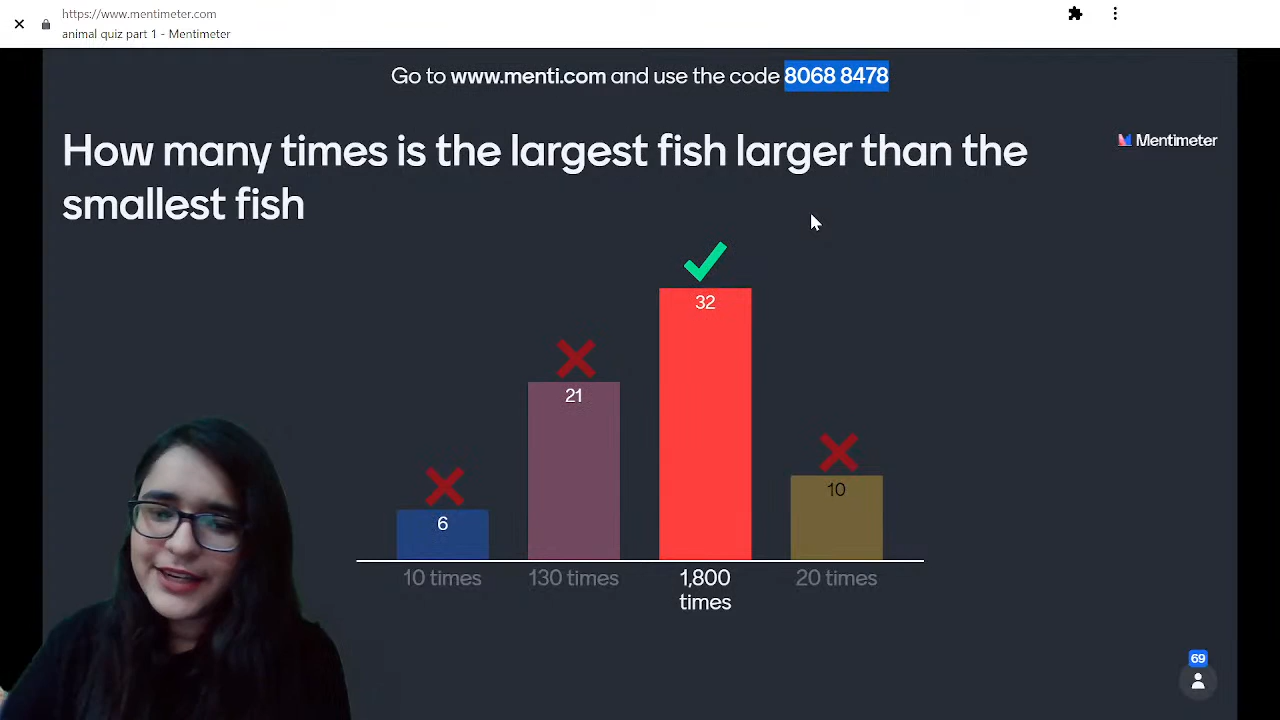 https://www.mentimeter.com
animal quiz part 1 - Mentimeter
Go to www.menti.com and use the code 8068 8478
How many times is the largest fish larger than the
smallest fish
Mentimeter
32
21
10
6
10 times
130 times
1,800
times
20 times
69